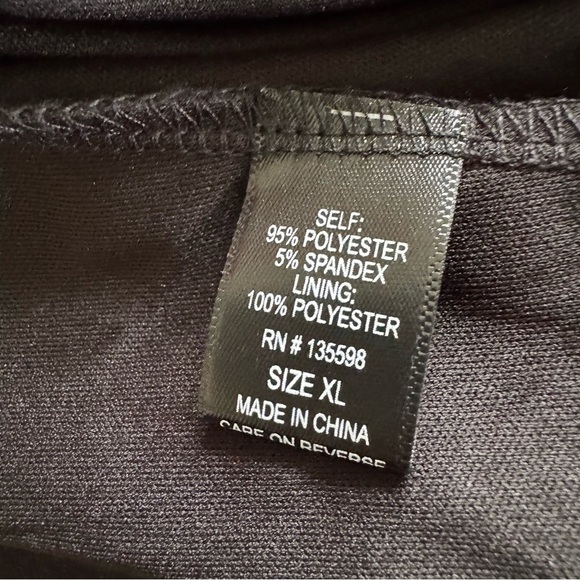 SELF:
95% POLYESTER
5% SPANDEX
LINING:
100% POLYESTER
RN # 135598
SIZE XL
MADE IN CHINA
CARE ON REVERSE